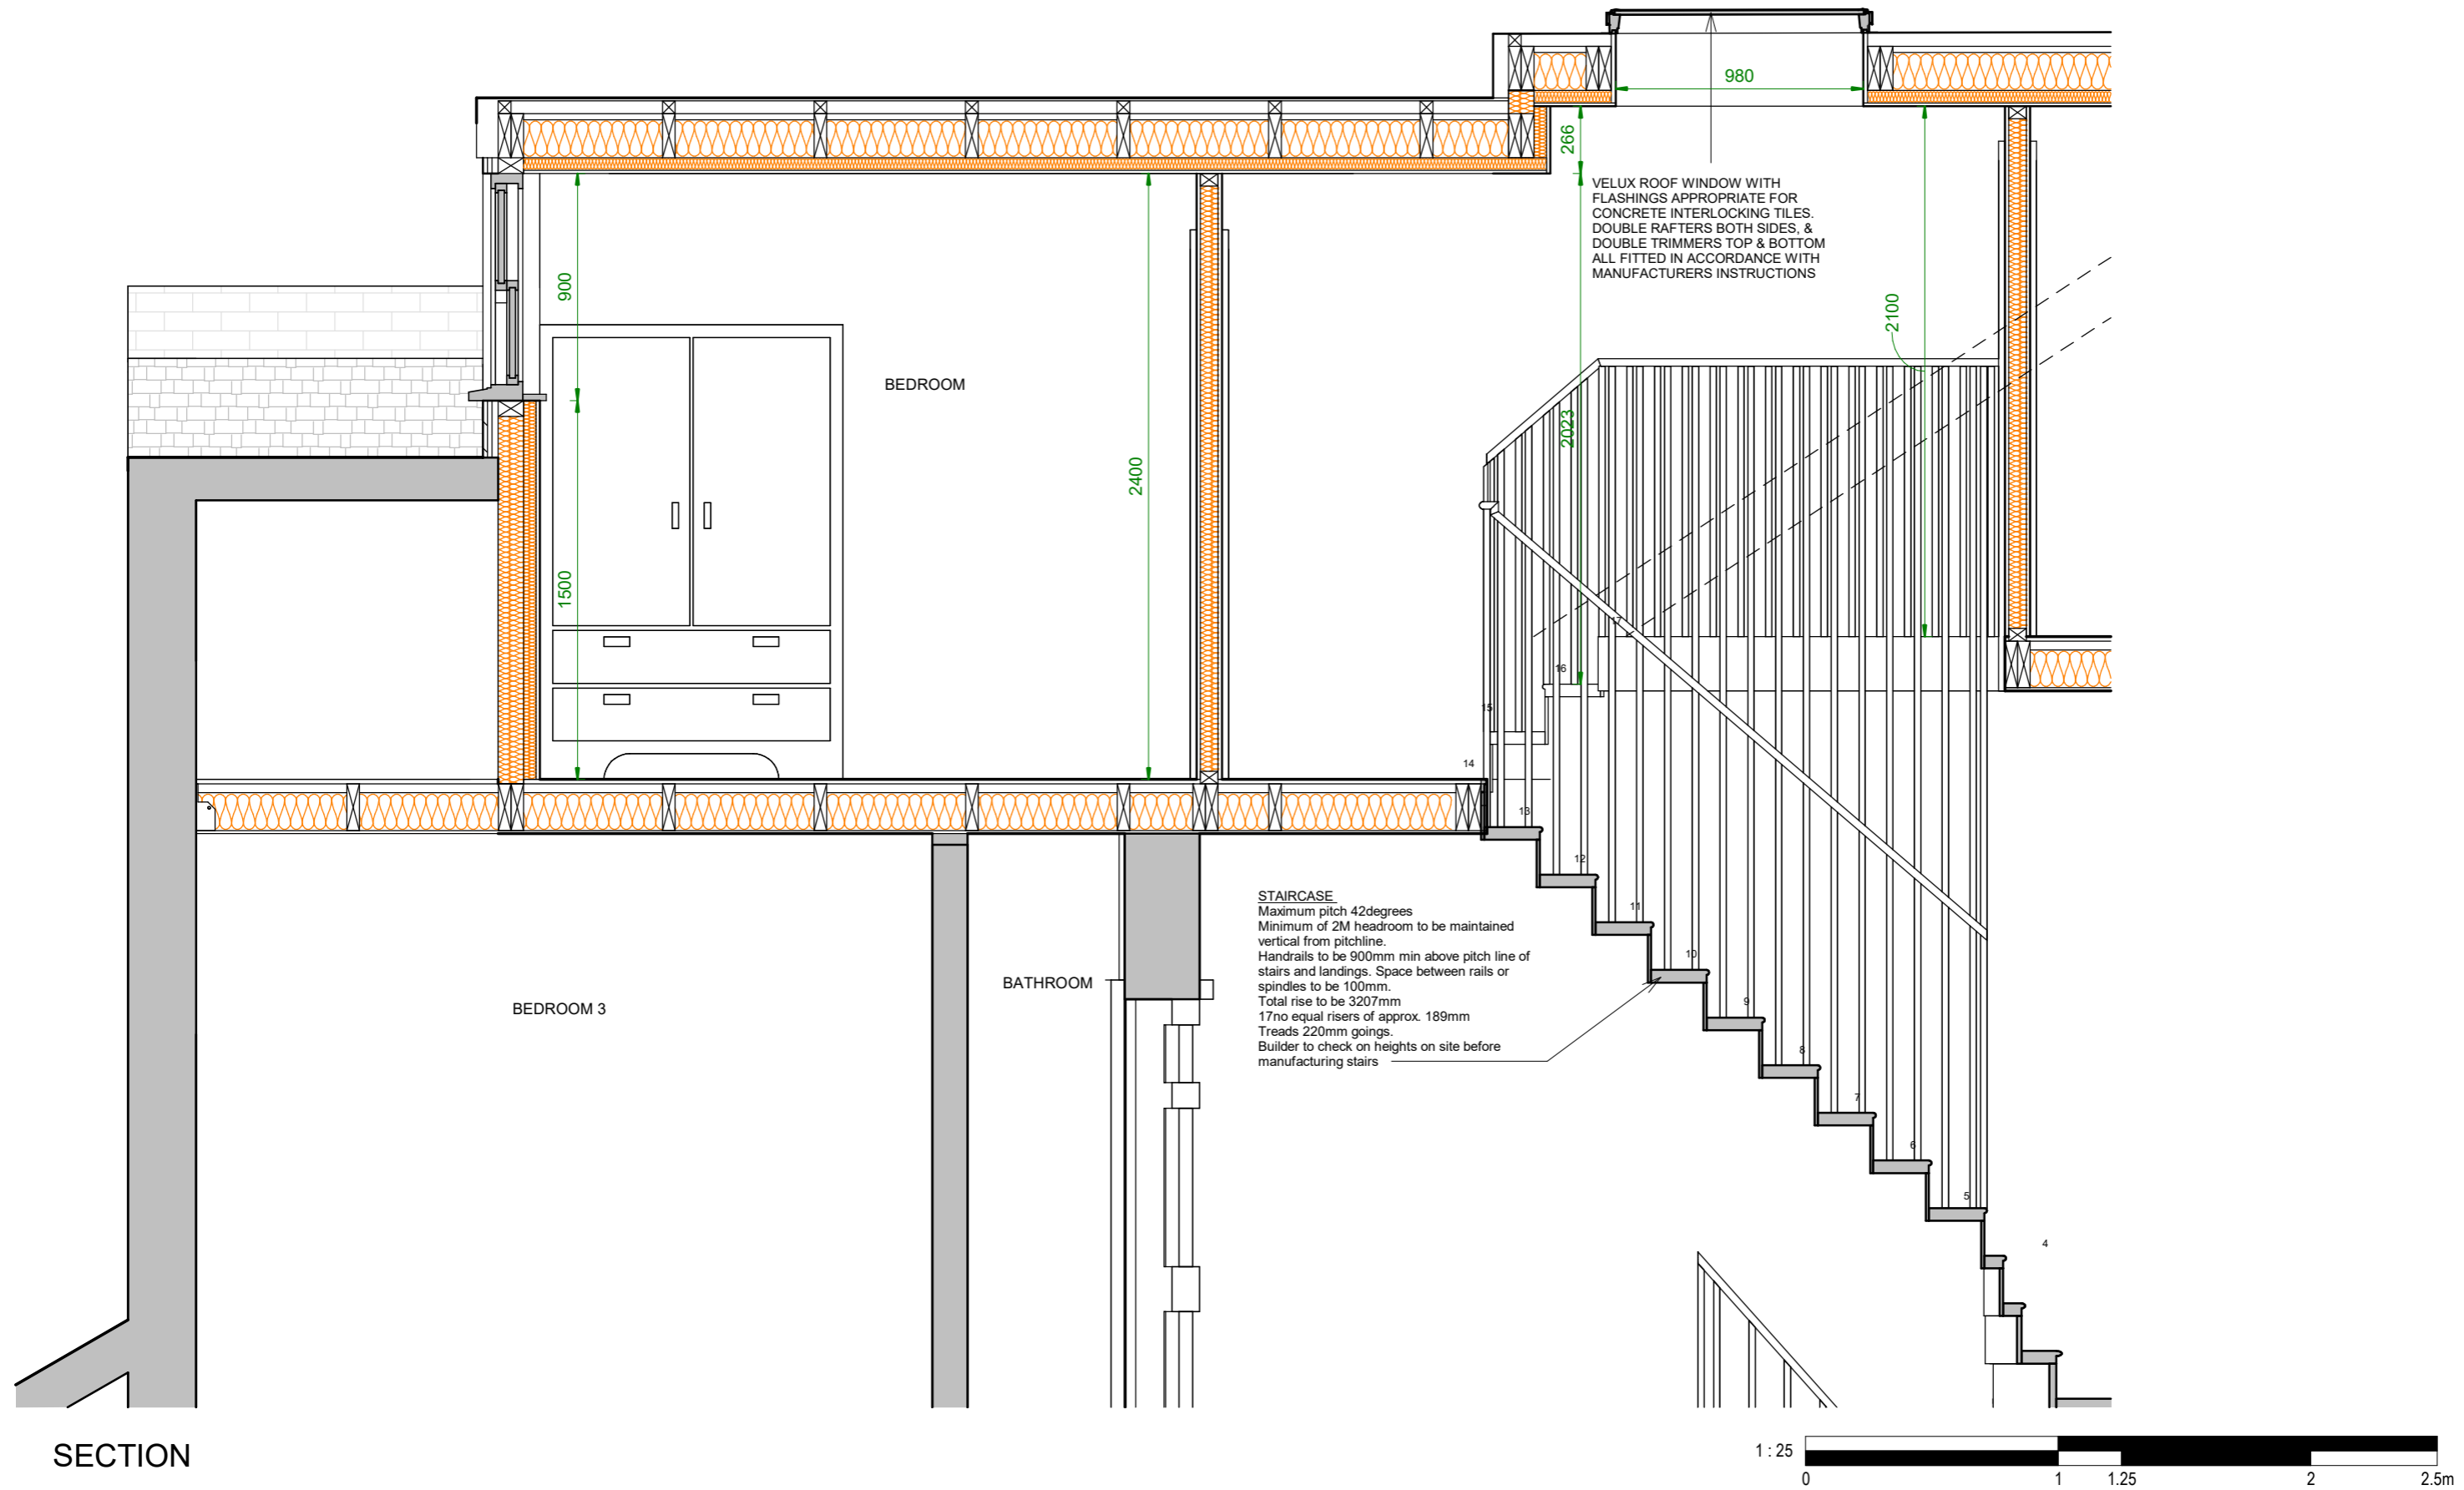 980
266
VELUX ROOF WINDOW WITH
FLASHINGS APPROPRIATE FOR
CONCRETE INTERLOCKING TILES.
DOUBLE RAFTERS BOTH SIDES, &
DOUBLE TRIMMERS TOP & BOTTOM
ALL FITTED IN ACCORDANCE WITH
MANUFACTURERS INSTRUCTIONS
900
2100
BEDROOM
2023
2400
1500
17
16
15
14
13
12
11
10
9
8
7
6
5
4
STAIRCASE
Maximum pitch 42degrees
Minimum of 2M headroom to be maintained
vertical from pitchline.
Handrails to be 900mm min above pitch line of
stairs and landings. Space between rails or
spindles to be 100mm.
Total rise to be 3207mm
17no equal risers of approx. 189mm
Treads 220mm goings.
Builder to check on heights on site before
manufacturing stairs
BATHROOM
BEDROOM 3
SECTION
1 : 25
0 1 1.25 2 2.5m